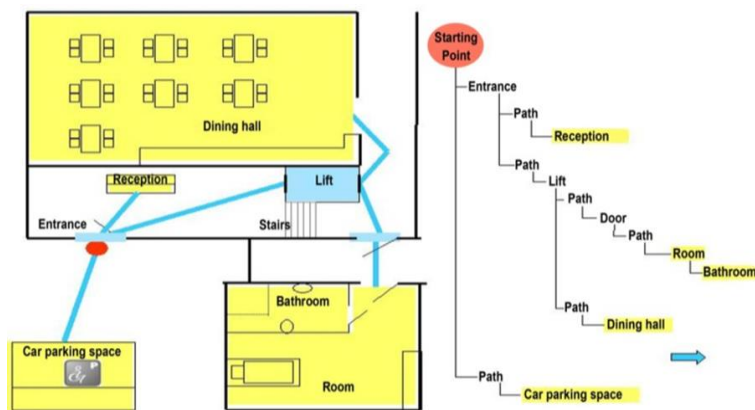 Dining hall
Reception
Lift
Entrance
Stairs
Bathroom
Car parking space
P
Room
Starting
Point
Entrance
Path
Reception
Path
Lift
Path
Door
Path
Room
Bathroom
Path
Dining hall
Path
Car parking space